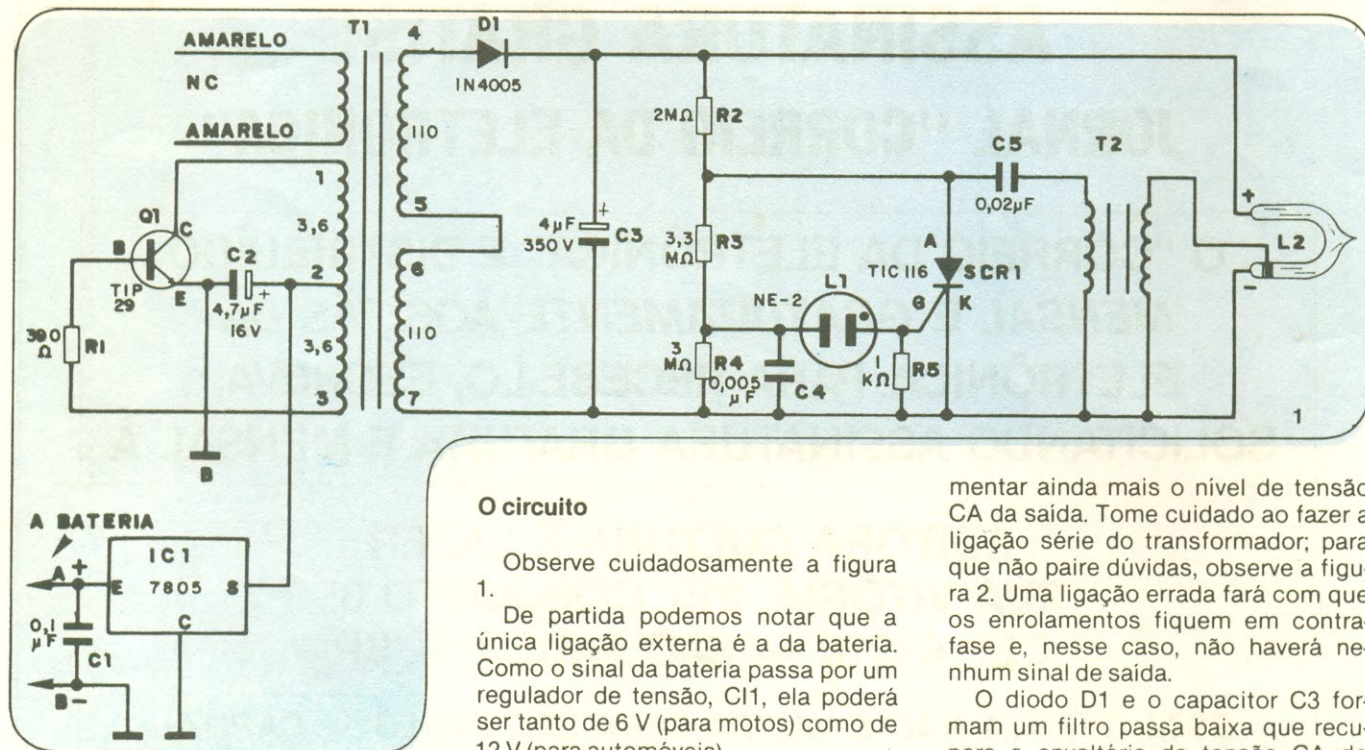 AMARELO
NC
AMARELO
T1
4
D1
1N4005
110
5
6
110
7
1
3,6
2
3,6
3
Q1
B
C
E
TIP
29
C2
4,7µF
16V
390
Ω
R1
B
4µF
350 V
C3
2MΩ
R2
3,3
MΩ
R3
3
MΩ
R4
0,005
µF
C4
NE-2
L1
1
KΩ
R5
A
TIC 116
SCR1
G
K
C5
0,02µF
T2
+
L2
-
1
A BATERIA
A
+
IC1
E
7805
S
C
0,1
µF
C1
B-
O circuito
Observe cuidadosamente a figura
1.
De partida podemos notar que a
única ligação externa é a da bateria.
Como o sinal da bateria passa por um
regulador de tensão, CI1, ela poderá
ser tanto de 6 V (para motos) como de
12 V (para automóveis).
mentar ainda mais o nível de tensão
CA da saída. Tome cuidado ao fazer a
ligação série do transformador; para
que não paire dúvidas, observe a figu-
ra 2. Uma ligação errada fará com que
os enrolamentos fiquem em contra-
fase e, nesse caso, não haverá ne-
nhum sinal de saída.
O diodo D1 e o capacitor C3 for-
mam um filtro passa baixa que recu-